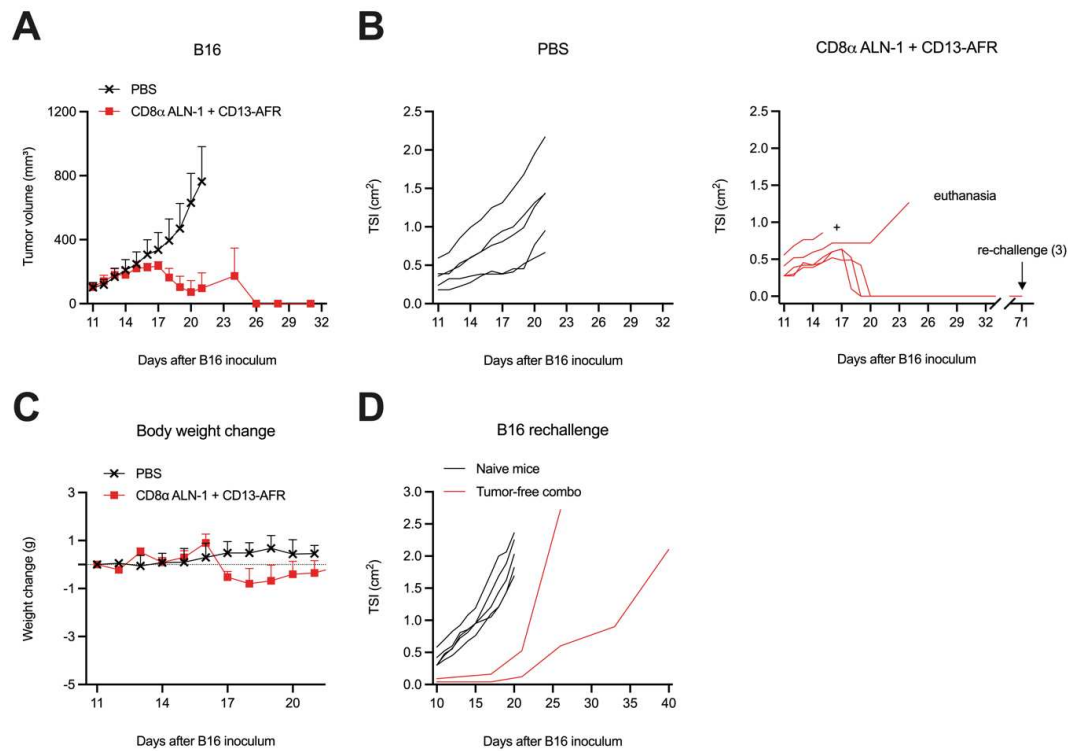 A
B16
PBS
CD8α ALN-1 + CD13-AFR
Tumor volume (mm³)
1200
800
400
0
11 14 17 20 23 26 29 32
Days after B16 inoculum
B
PBS
TSI (cm²)
2.5
2.0
1.5
1.0
0.5
0.0
11 14 17 20 23 26 29 32
Days after B16 inoculum
CD8α ALN-1 + CD13-AFR
TSI (cm²)
2.5
2.0
1.5
1.0
0.5
0.0
+
euthanasia
re-challenge (3)
11 14 17 20 23 26 29 32 71
Days after B16 inoculum
C
Body weight change
PBS
CD8α ALN-1 + CD13-AFR
Weight change (g)
3
1
-1
-3
-5
11 14 17 20
Days after B16 inoculum
D
B16 rechallenge
Naive mice
Tumor-free combo
TSI (cm²)
3.0
2.5
2.0
1.5
1.0
0.5
0.0
10 15 20 25 30 35 40
Days after B16 inoculum